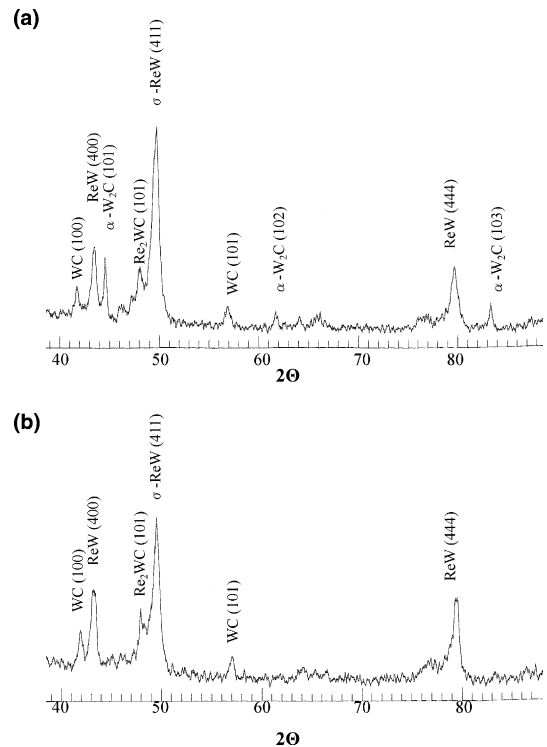 (a)
WC (100)
ReW (400)
α -W₂C (101)
Re₂WC (101)
σ -ReW (411)
WC (101)
α -W₂C (102)
ReW (444)
α -W₂C (103)
40 50 60 70 80
2Θ
(b)
WC (100)
ReW (400)
Re₂WC (101)
σ -ReW (411)
WC (101)
ReW (444)
40 50 60 70 80
2Θ